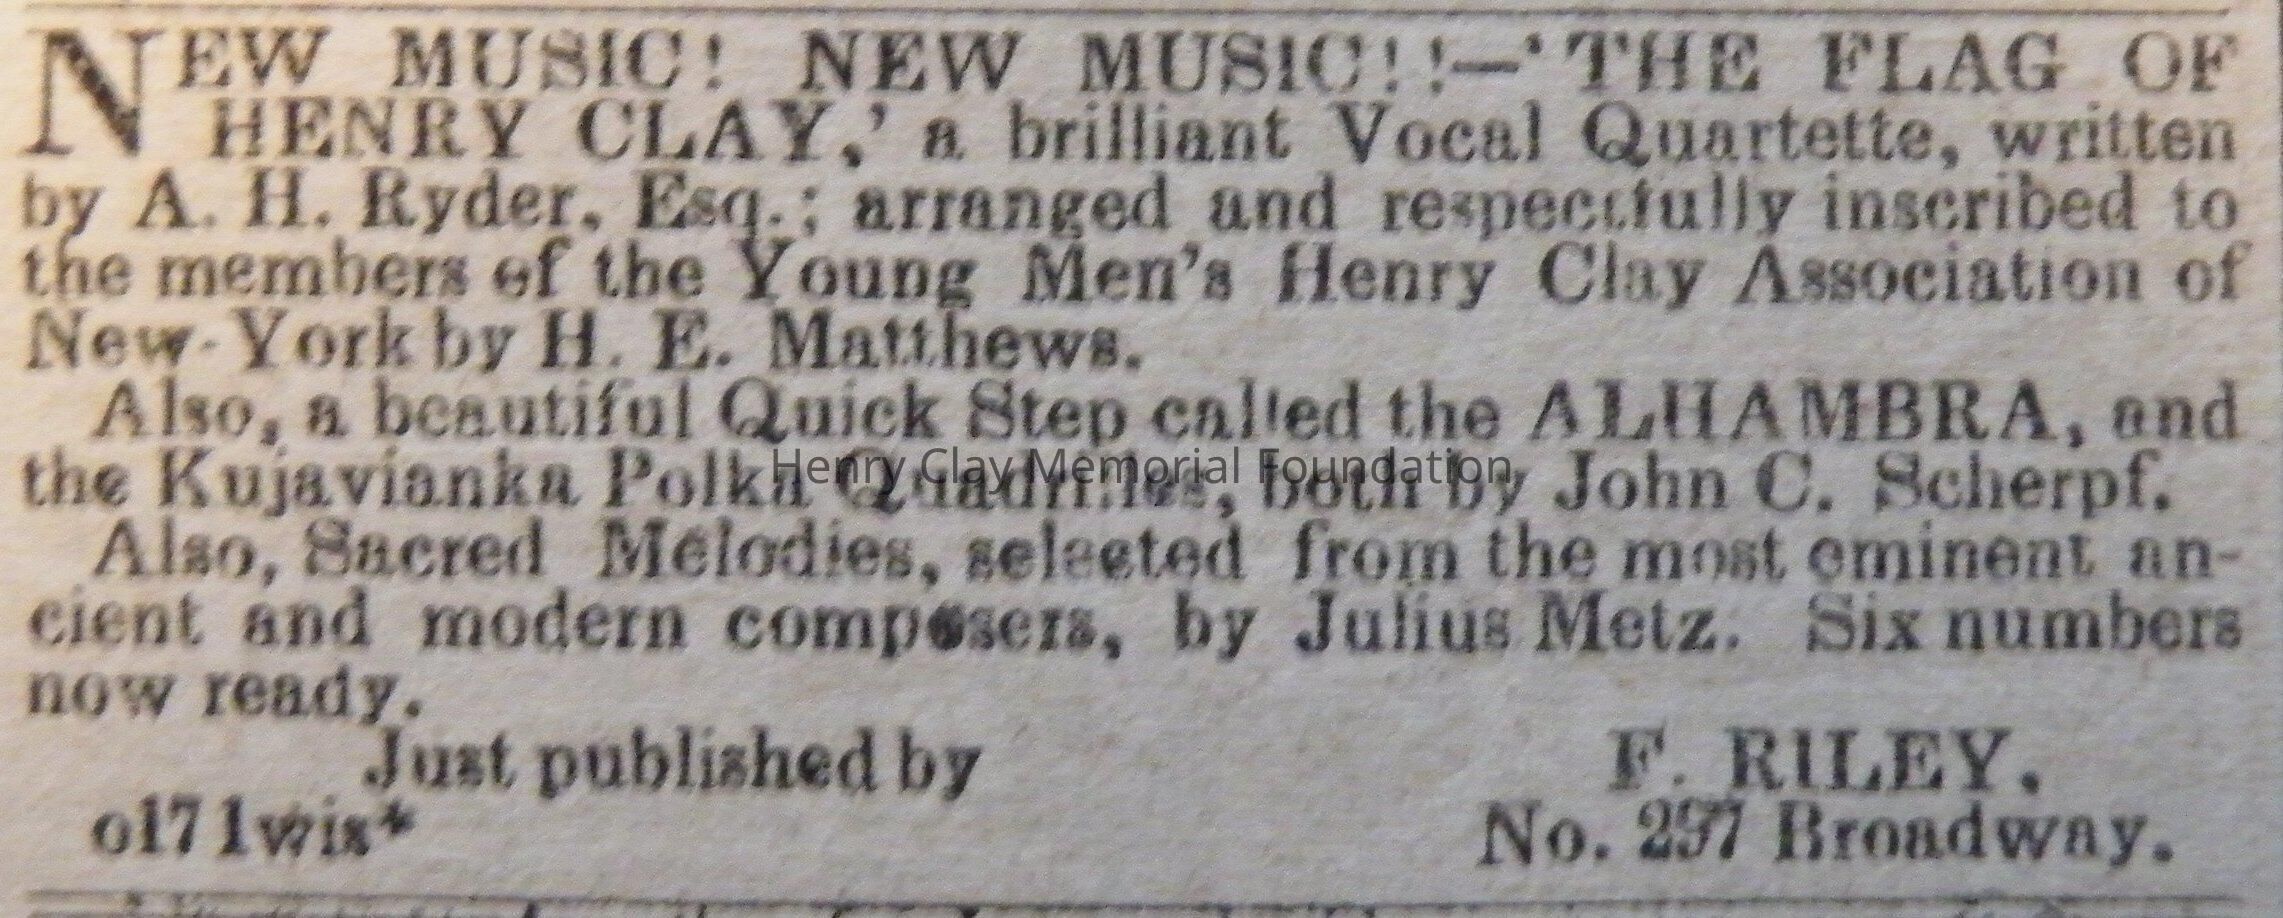 NEW MUSIC! NEW MUSIC!!—'THE FLAG OF
HENRY CLAY,' a brilliant Vocal Quartette, written
by A. H. Ryder, Esq.; arranged and respectfully inscribed to
the members of the Young Men's Henry Clay Association of
New-York by H. E. Matthews.
Also, a beautiful Quick Step called the ALHAMBRA, and
the Kujavianka Polka Quadrilles, both by John C. Scherpf.
Henry Clay Memorial Foundation
Also, Sacred Melodies, selected from the most eminent an-
cient and modern composers, by Julius Metz. Six numbers
now ready.
Just published by F. RILEY,
o17 1wis* No. 297 Broadway.